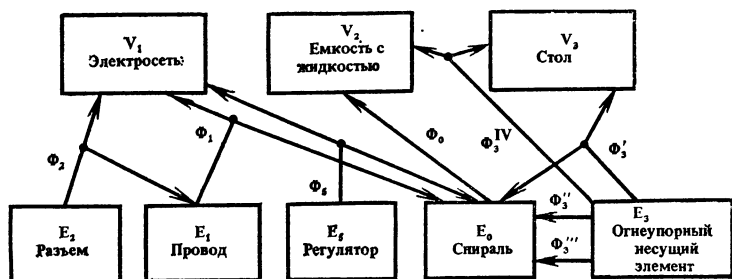 V₁
Электросеть
V₂
Емкость с
жидкостью
V₃
Стол
Φ₂
Φ₁
Φ₅
Φ₀
Φ₃ᴵⱽ
Φ₃′
Φ₃″
Φ₃‴
E₂
Разъем
E₁
Провод
E₅
Регулятор
E₀
Спираль
E₃
Огнеупорный
несущий
элемент